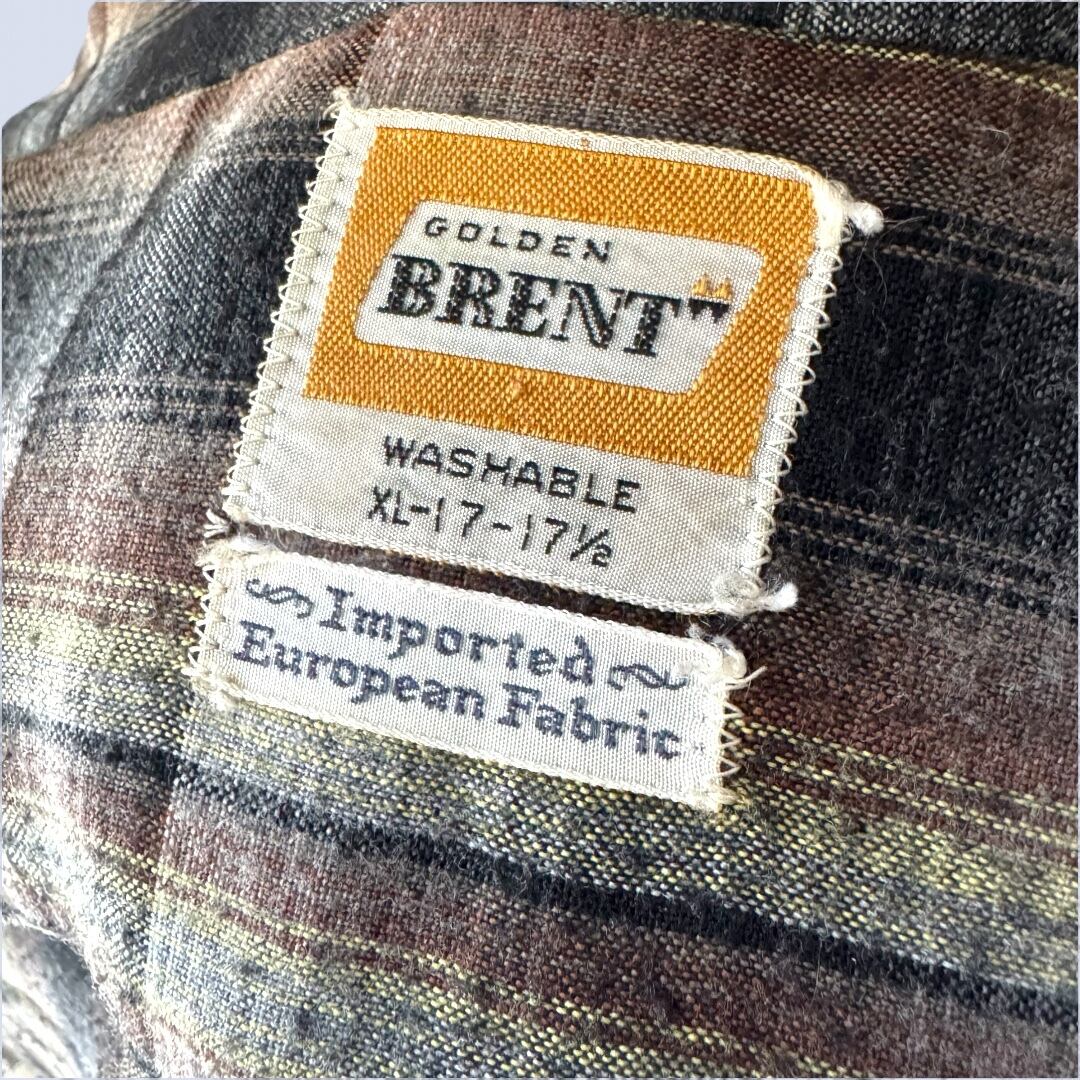 GOLDEN
BRENT
WASHABLE
XL-17-17½
Imported
European Fabric